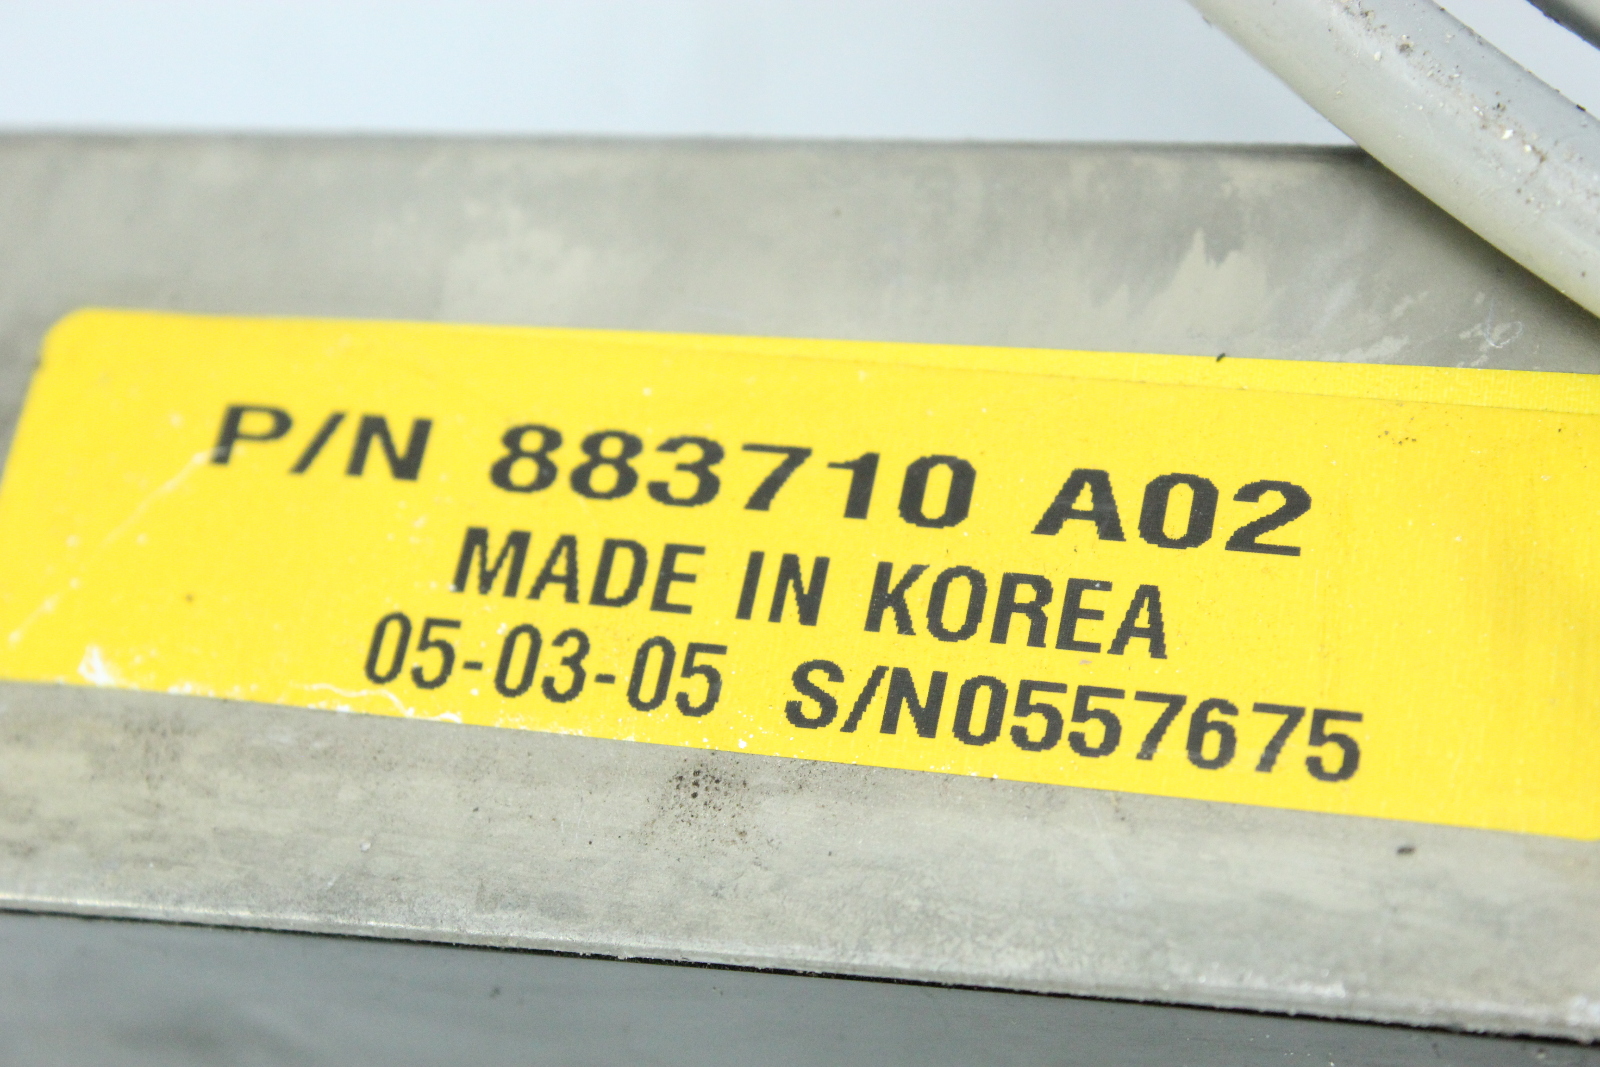 P/N 883710 A02
MADE IN KOREA
05-03-05 S/N0557675